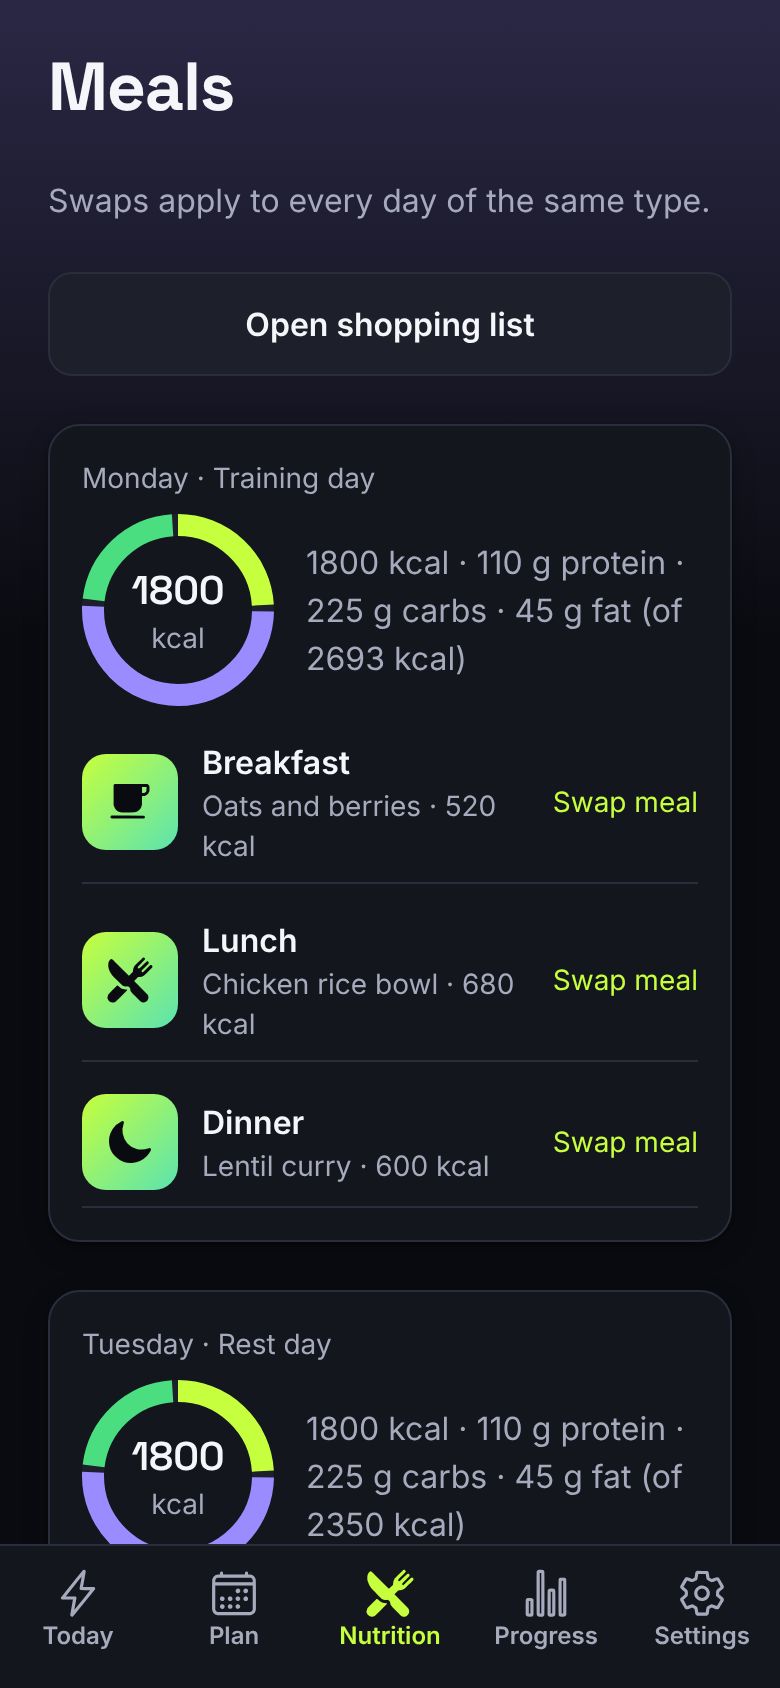 Meals
Swaps apply to every day of the same type.
Open shopping list
Monday · Training day
1800
kcal
1800 kcal · 110 g protein ·
225 g carbs · 45 g fat (of
2693 kcal)
Breakfast
Oats and berries · 520
kcal
Swap meal
Lunch
Chicken rice bowl · 680
kcal
Swap meal
Dinner
Lentil curry · 600 kcal
Swap meal
Tuesday · Rest day
1800
kcal
1800 kcal · 110 g protein ·
225 g carbs · 45 g fat (of
2350 kcal)
Today
Plan
Nutrition
Progress
Settings